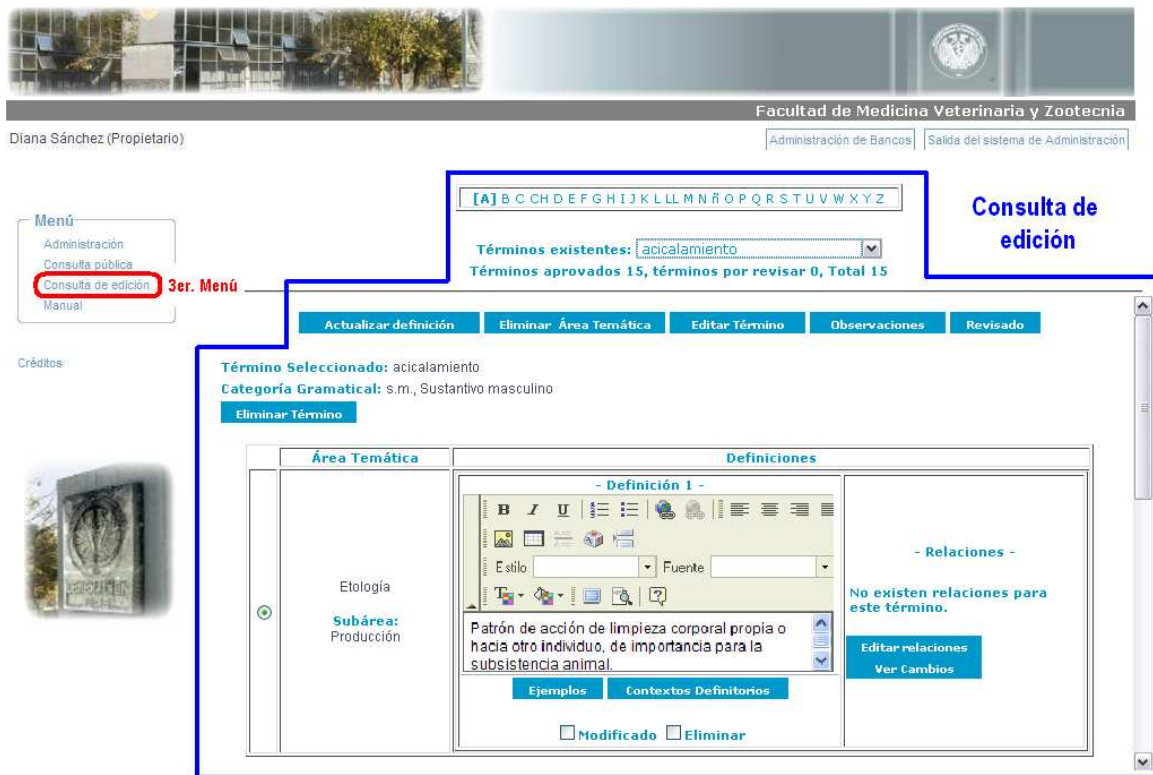 Facultad de Medicina Veterinaria y Zootecnia
Diana Sánchez (Propietario)
Administración de Bancos
Salida del sistema de Administración
[A] B C CH D E F G H I J K L LL M N Ñ O P Q R S T U V W X Y Z
Consulta de
edición
Términos existentes: acicalamiento
Términos aprovados 15, términos por revisar 0, Total 15
Menú
Administración
Consulta pública
Consulta de edición
3er. Menú
Manual
Créditos
Actualizar definición
Eliminar Área Temática
Editar Término
Observaciones
Revisado
Término Seleccionado: acicalamiento
Categoría Gramatical: s.m., Sustantivo masculino
Eliminar Término
Área Temática
Definiciones
Etología
Subárea:
Producción
- Definición 1 -
B I U
Estilo
Fuente
Patrón de acción de limpieza corporal propia o
hacia otro individuo, de importancia para la
subsistencia animal.
Ejemplos
Contextos Definitorios
Modificado
Eliminar
- Relaciones -
No existen relaciones para
este término.
Editar relaciones
Ver Cambios